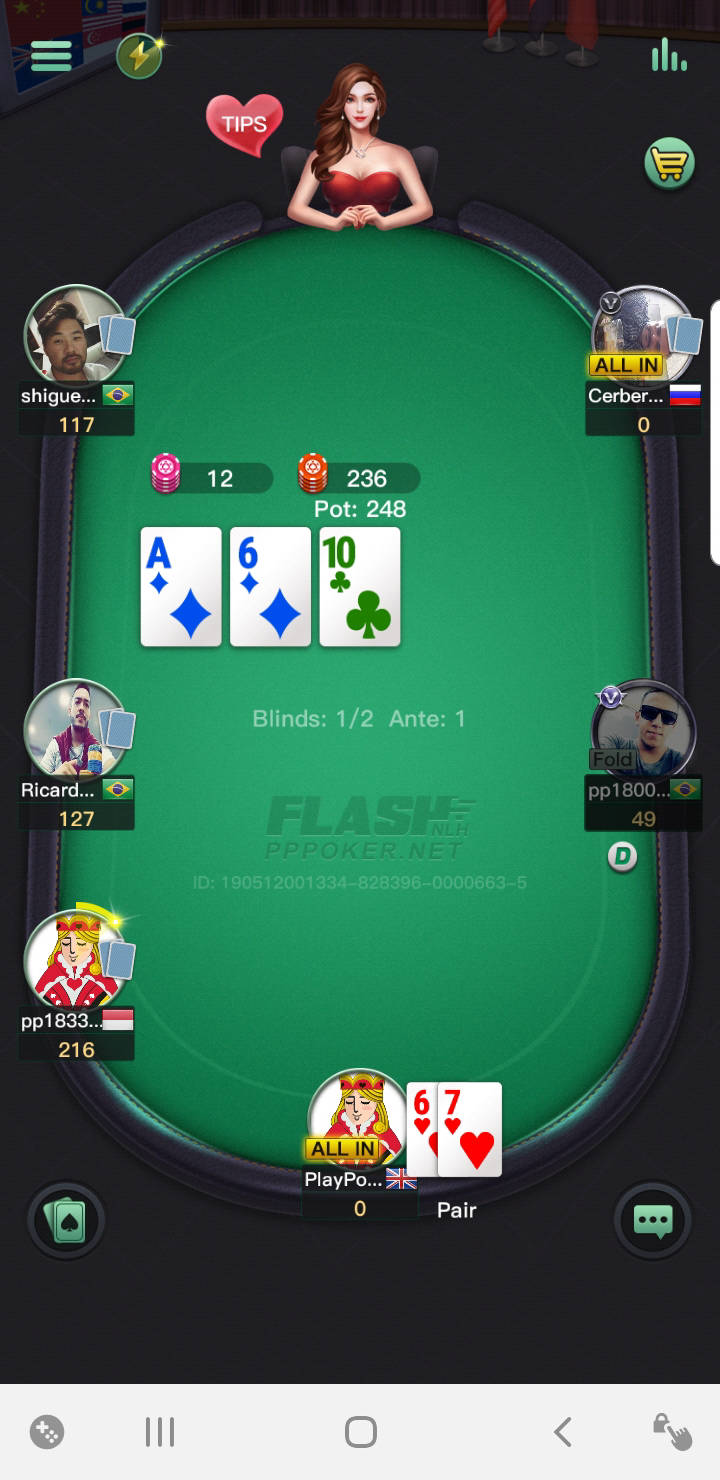 TIPS
shigue...
117
ALL IN
Cerber...
0
12
236
Pot: 248
A
6
10
Blinds: 1/2 Ante: 1
Ricard...
127
Fold
pp1800...
49
D
FLASH
NLH
PPPOKER.NET
ID: 190512001334-828396-0000663-5
pp1833...
216
ALL IN
6
7
PlayPo...
0
Pair